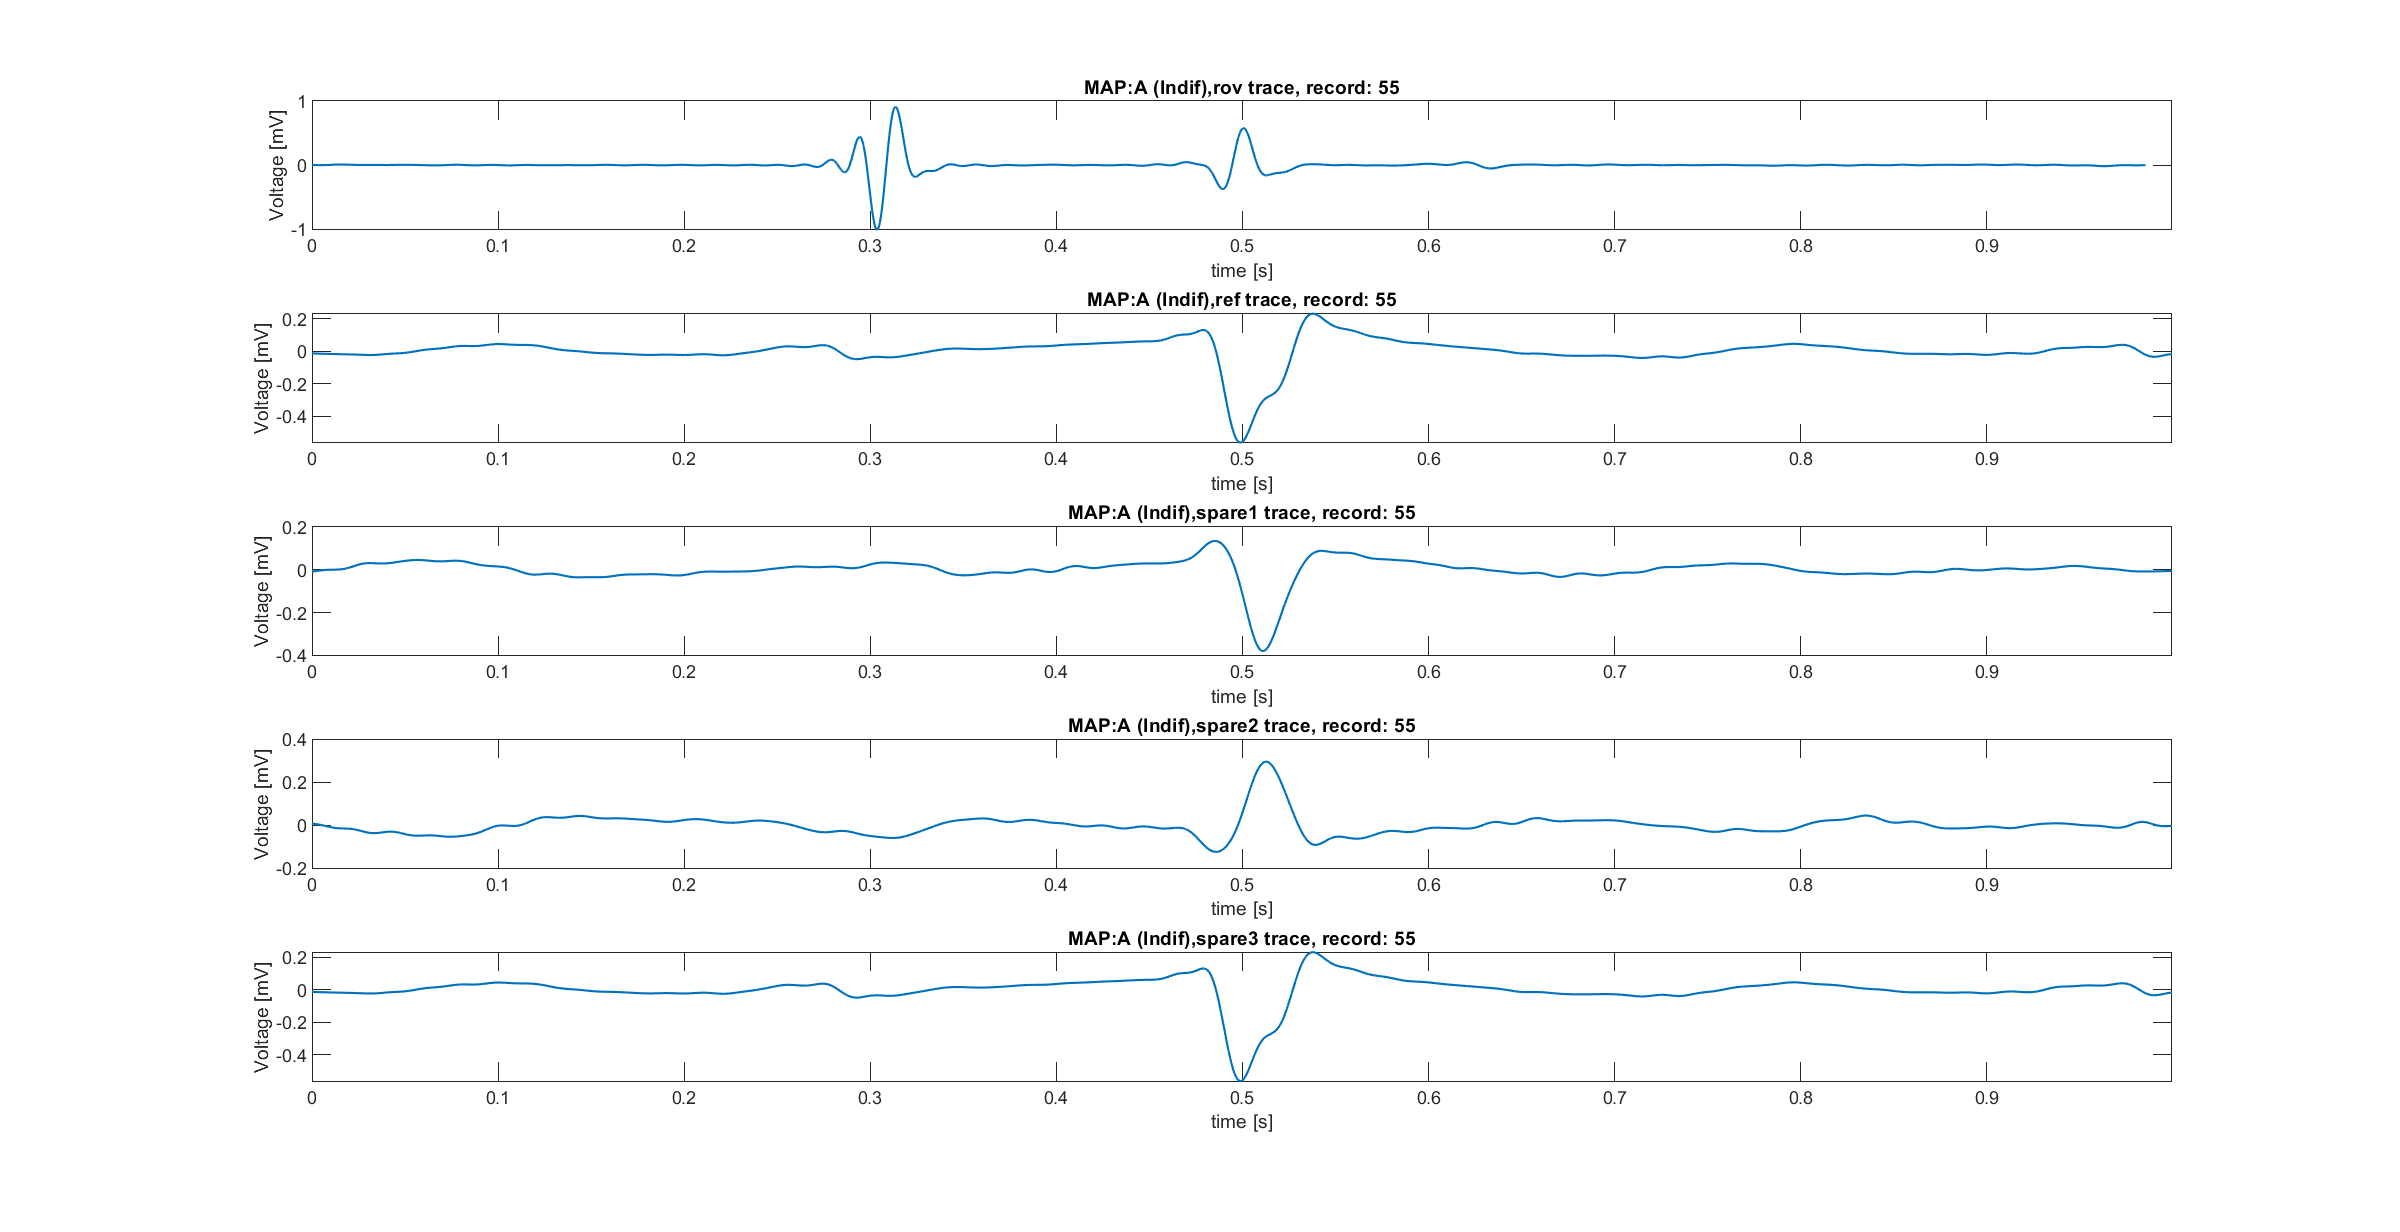 MAP:A (Indif),rov trace, record: 55
Voltage [mV]
1
0
-1
0 0.1 0.2 0.3 0.4 0.5 0.6 0.7 0.8 0.9
time [s]
MAP:A (Indif),ref trace, record: 55
Voltage [mV]
0.2
0
-0.2
-0.4
0 0.1 0.2 0.3 0.4 0.5 0.6 0.7 0.8 0.9
time [s]
MAP:A (Indif),spare1 trace, record: 55
Voltage [mV]
0.2
0
-0.2
-0.4
0 0.1 0.2 0.3 0.4 0.5 0.6 0.7 0.8 0.9
time [s]
MAP:A (Indif),spare2 trace, record: 55
Voltage [mV]
0.4
0.2
0
-0.2
0 0.1 0.2 0.3 0.4 0.5 0.6 0.7 0.8 0.9
time [s]
MAP:A (Indif),spare3 trace, record: 55
Voltage [mV]
0.2
0
-0.2
-0.4
0 0.1 0.2 0.3 0.4 0.5 0.6 0.7 0.8 0.9
time [s]